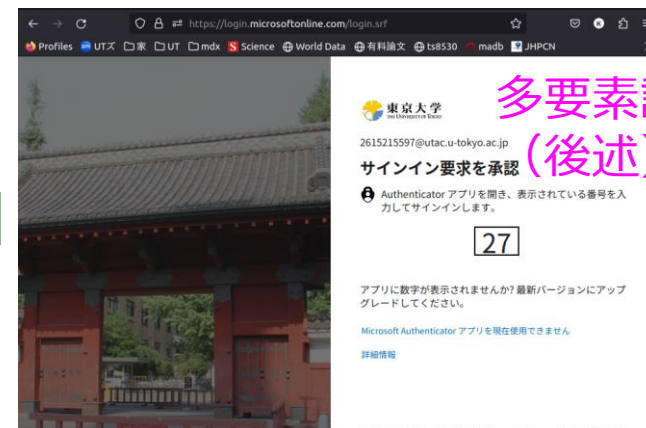 https://login.microsoftonline.com/login.srf
Profiles UTズ 家 UT mdx S Science World Data 有料論文 ts8530 madb JHPCN
多要素
東京大学
THE UNIVERSITY OF TOKYO
(後述)
2615215597@utac.u-tokyo.ac.jp
サインイン要求を承認
Authenticator アプリを開き、表示されている番号を入
力してサインインします。
27
アプリに数字が表示されませんか? 最新バージョンにアップ
グレードしてください。
Microsoft Authenticator アプリを現在使用できません
詳細情報